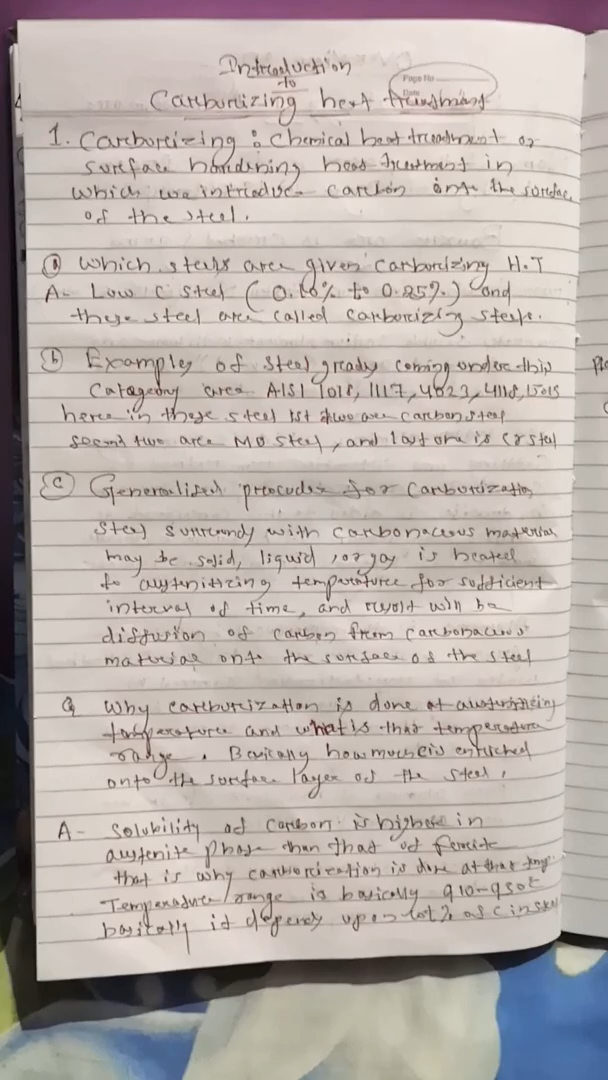 Introduction
to
Page No
Date
Carburizing heat treatment
1. Carburizing : Chemical heat treatment or
surface hardening heat treatment in
which we introduce carbon onto the surface
of the steel.
(a) Which steels are given carburizing H.T
A- Low C steel (0.10% to 0.25%) and
these steel are called carburizing steels.
(b) Examples of steel grades coming under this
Category are AISI 1018, 1117, 4023, 4118, 15015
here in these steel 1st two are carbon steel
second two are MO steel, and last one is Cr steel
(c) Generalised procedure for carburization
steel surrounds with carbonaceous material
may be solid, liquid, or gas is heated
to austenitizing temperature for sufficient
interval of time, and result will be
diffusion of carbon from carbonaceous
material onto the surface of the steel
Q Why carburization is done at austenitizing
temperature and what is that temperature
range. Basically how much is enriched
onto the surface layer of the steel,
A- Solubility of carbon is highest in
austenite phase than that of ferrite
that is why carburization is done at that temp
Temperature range is basically 910-950°C
basically it depends upon % of C in steel